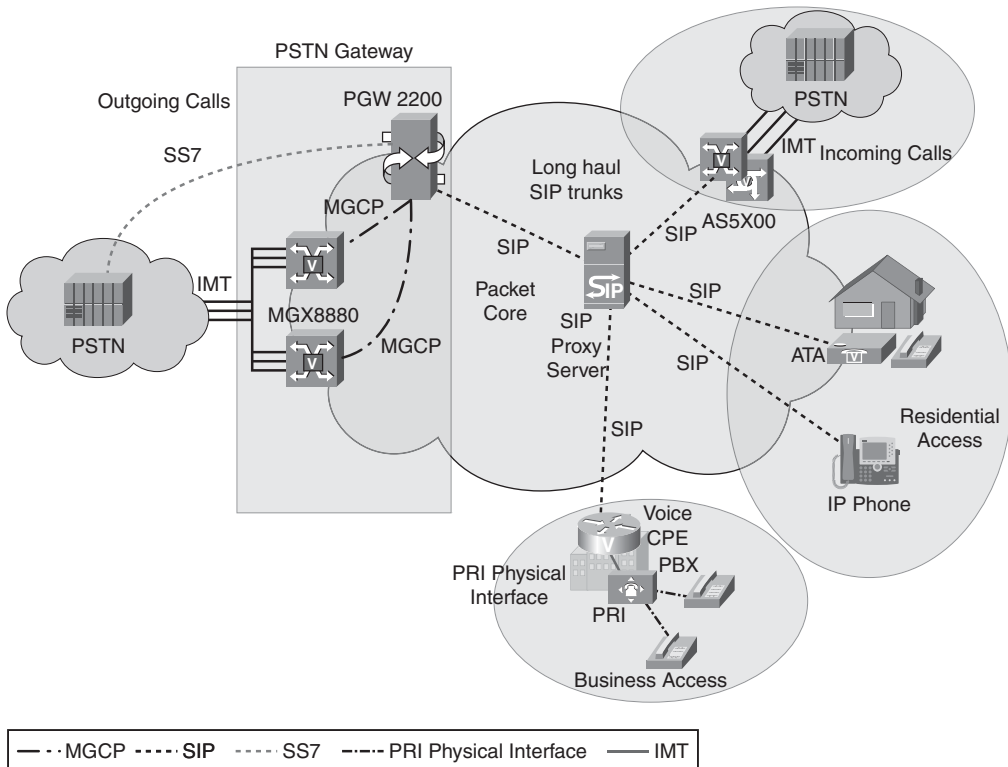 PSTN Gateway
Outgoing Calls
PGW 2200
PSTN
SS7
Long haul
SIP trunks
IMT
Incoming Calls
MGCP
V
V
AS5X00
SIP
SIP
IMT
V
SIP
Packet
Core
SIP
MGX8880
PSTN
MGCP
SIP
Proxy
Server
SIP
ATA
V
V
SIP
Residential
Access
SIP
IP Phone
Voice
CPE
V
PBX
PRI Physical
Interface
PRI
Business Access
MGCP
SIP
SS7
PRI Physical Interface
IMT